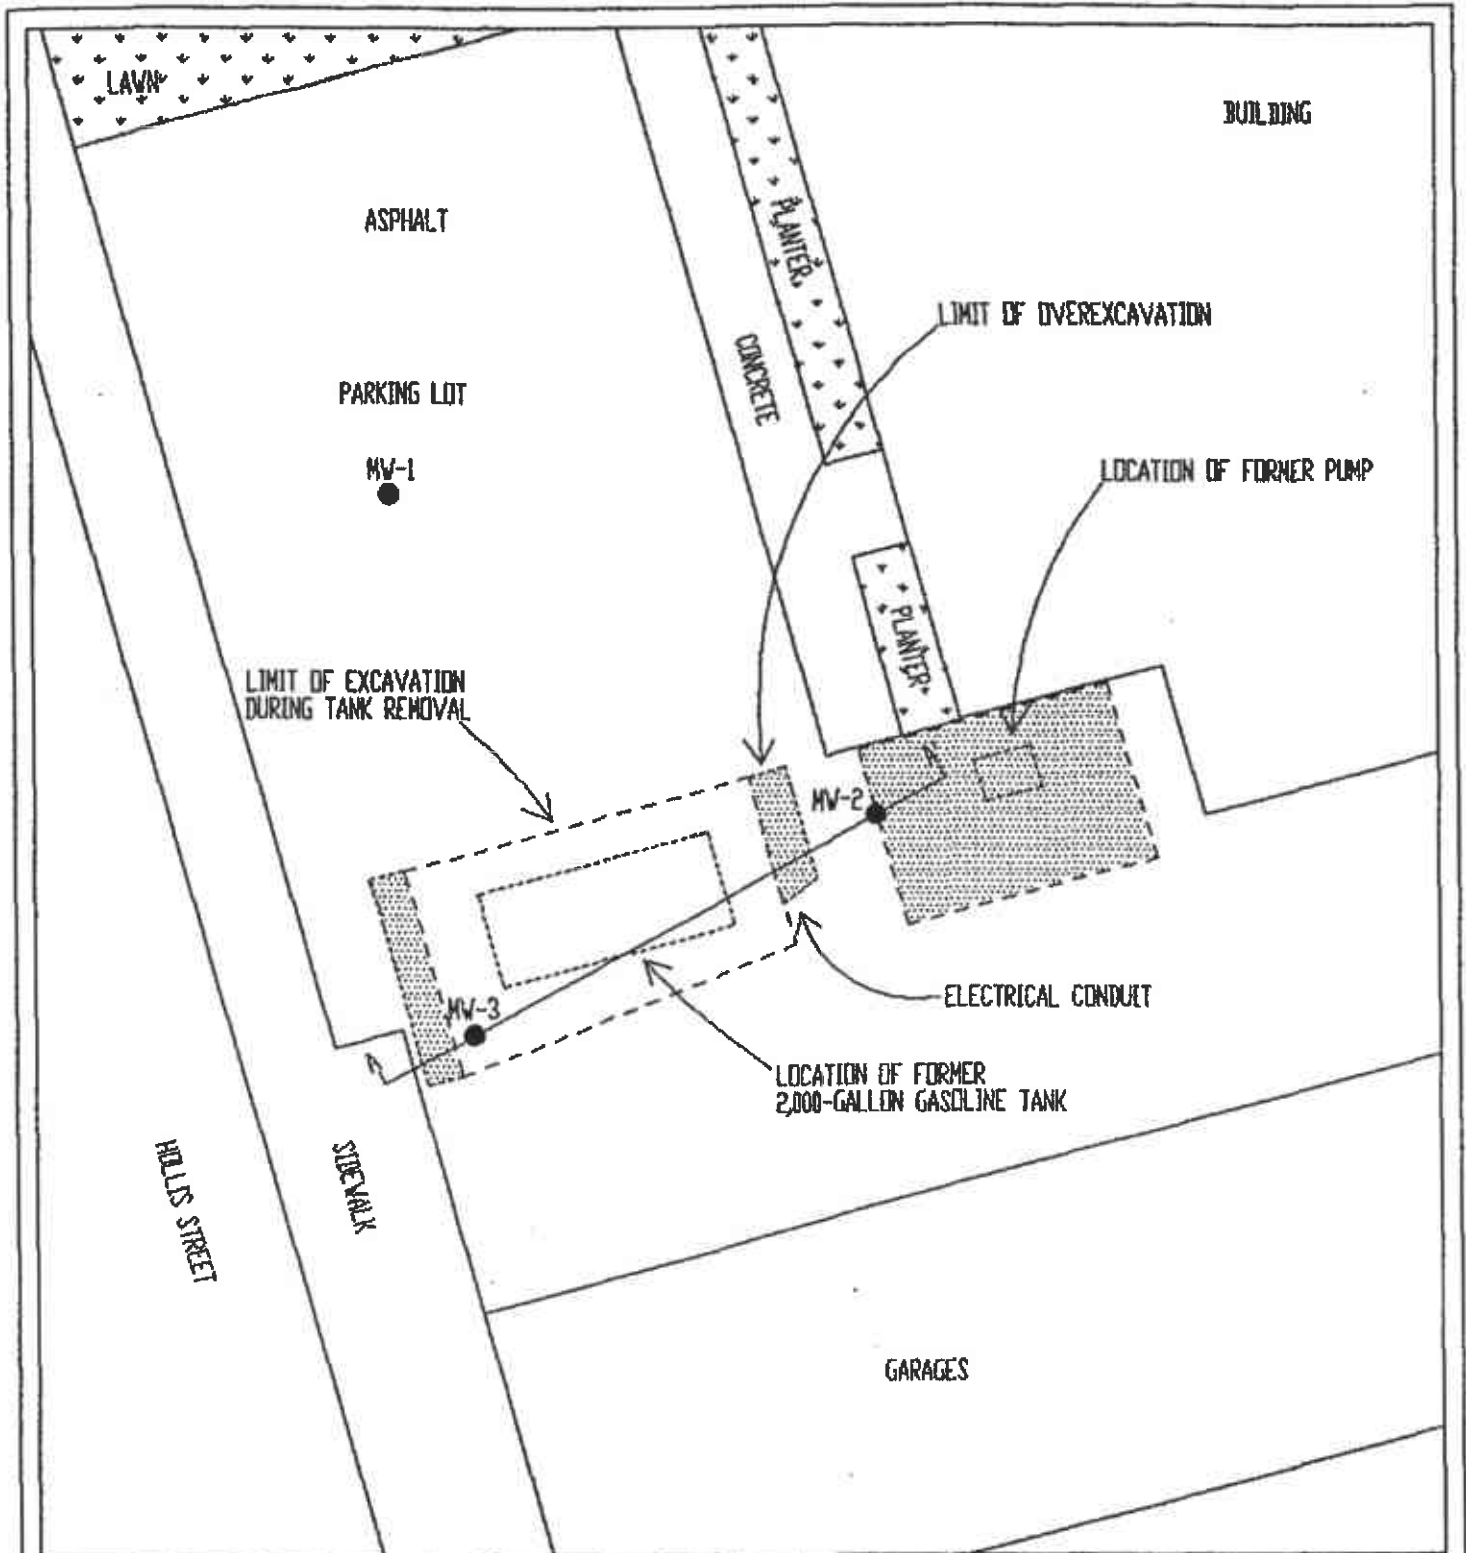 LAWN
BUILDING
ASPHALT
PLANTER
LIMIT OF OVEREXCAVATION
CONCRETE
PARKING LOT
MW-1
LOCATION OF FORMER PUMP
PLANTER
LIMIT OF EXCAVATION
DURING TANK REMOVAL
MW-2
ELECTRICAL CONDUIT
MW-3
LOCATION OF FORMER
2,000-GALLON GASOLINE TANK
HOLLIS STREET
SIDEWALK
GARAGES